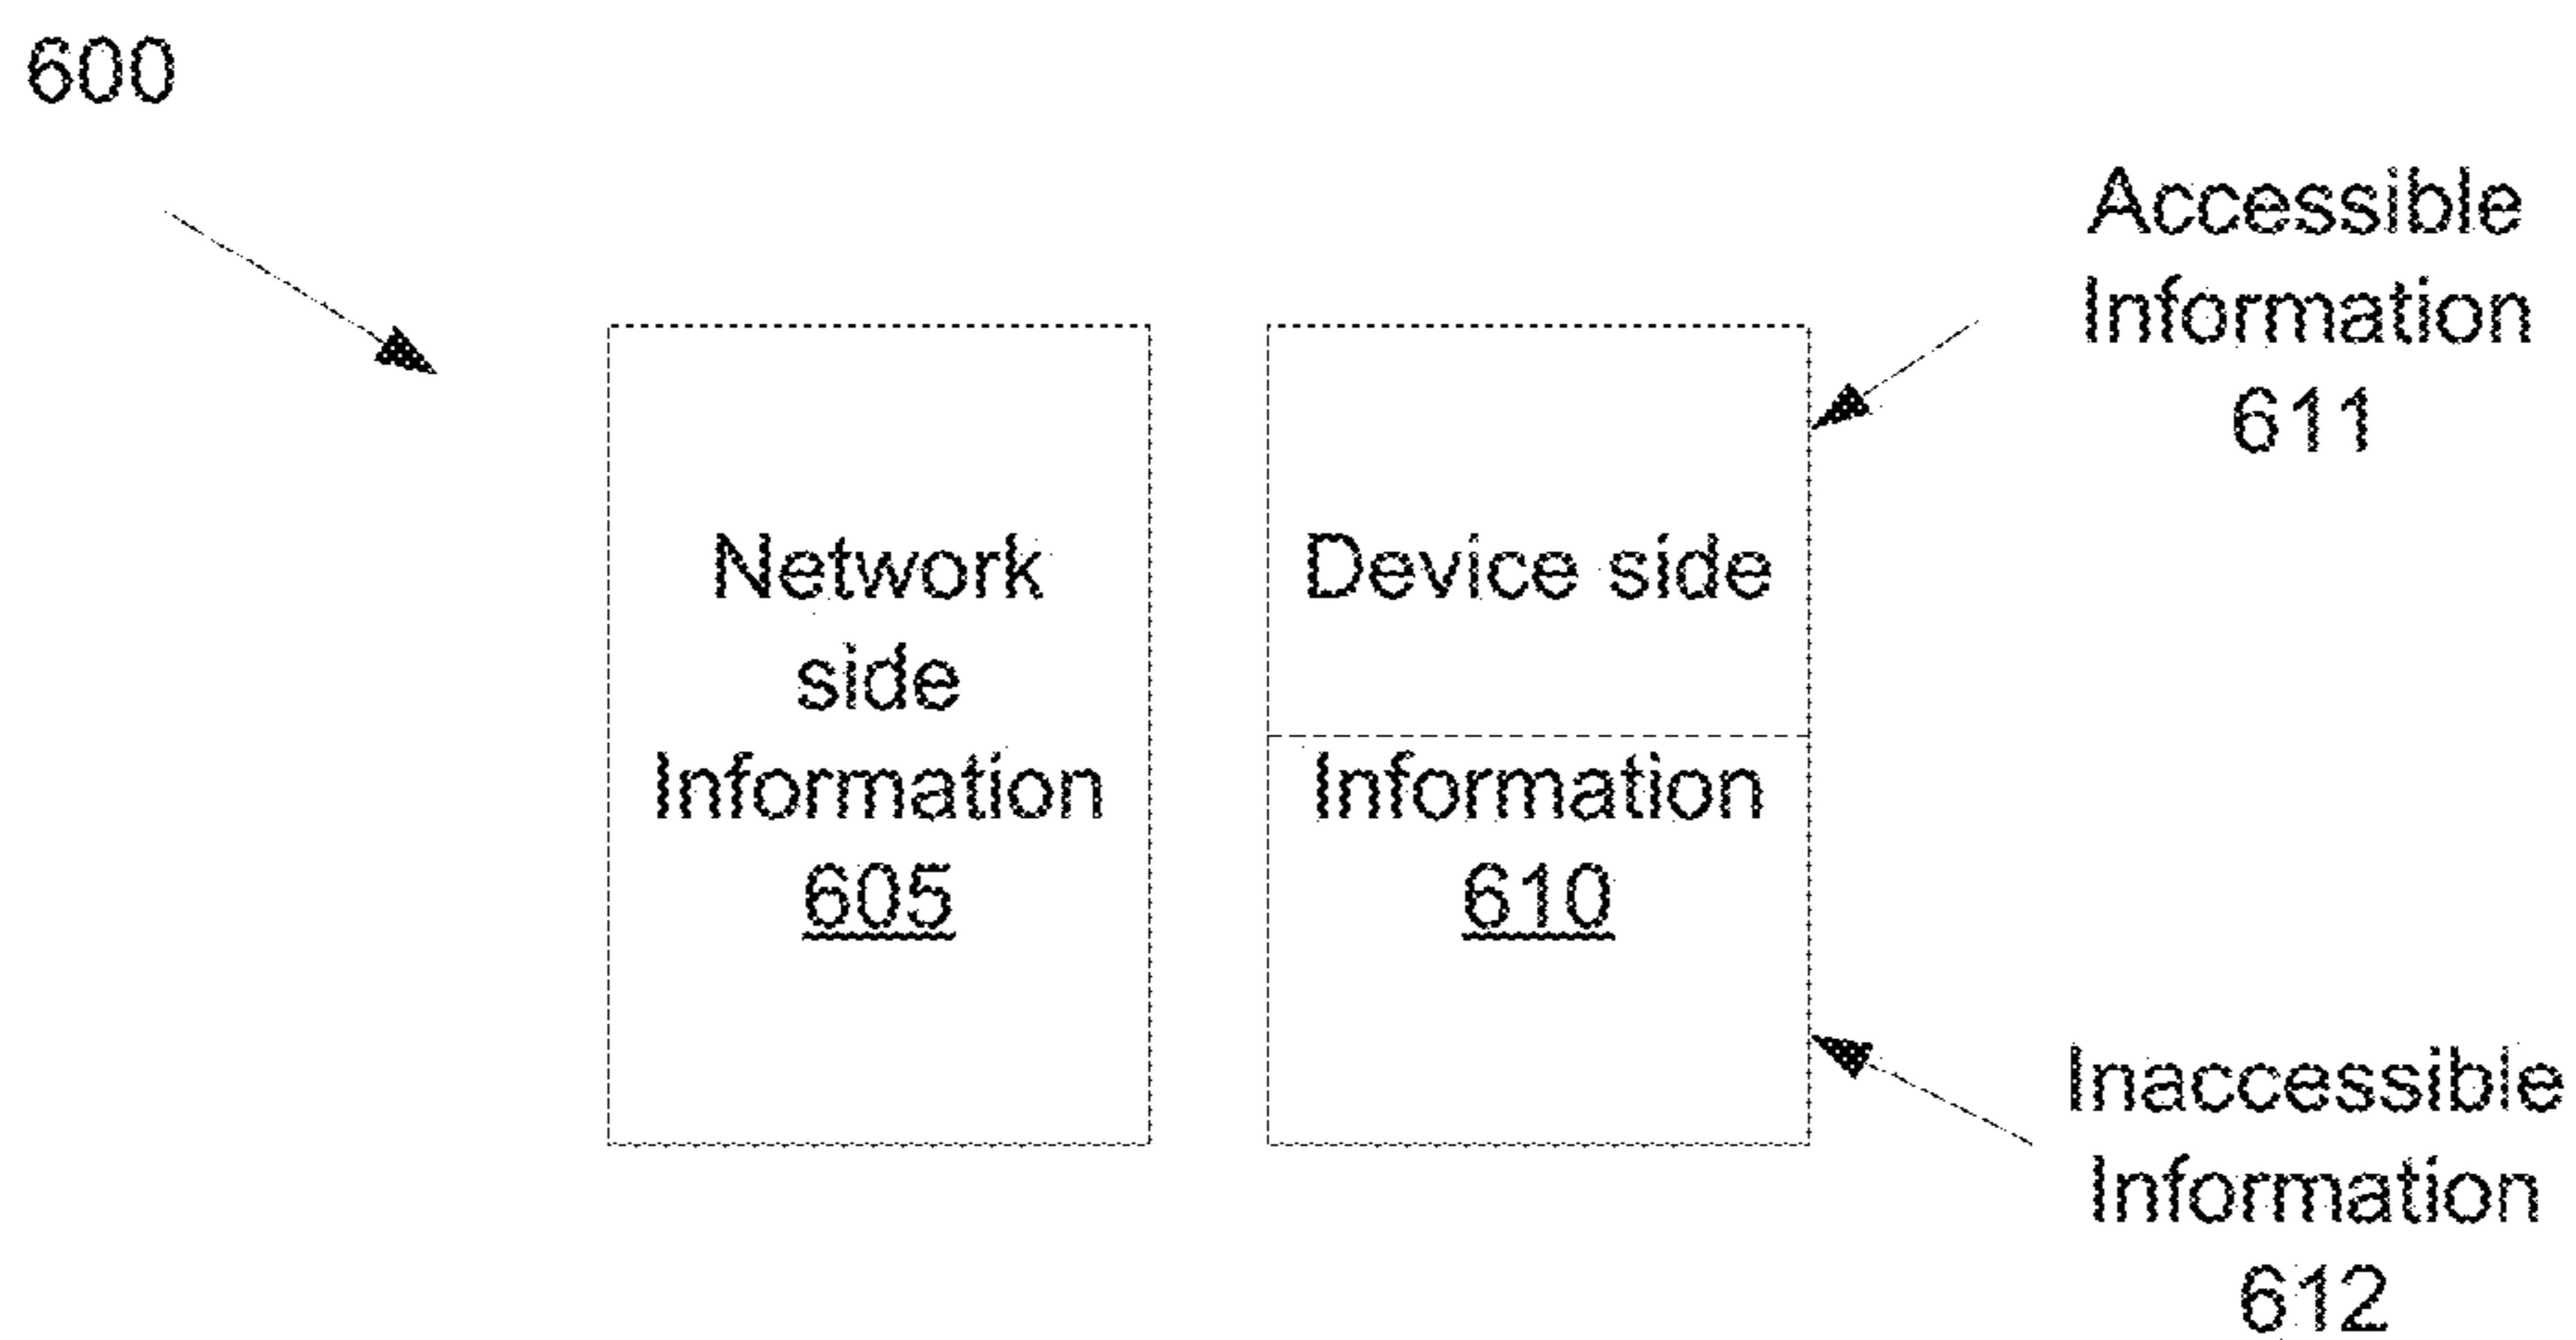 600
Accessible
Information
611
Network
side
Information
605
Device side
Information
610
Inaccessible
Information
612